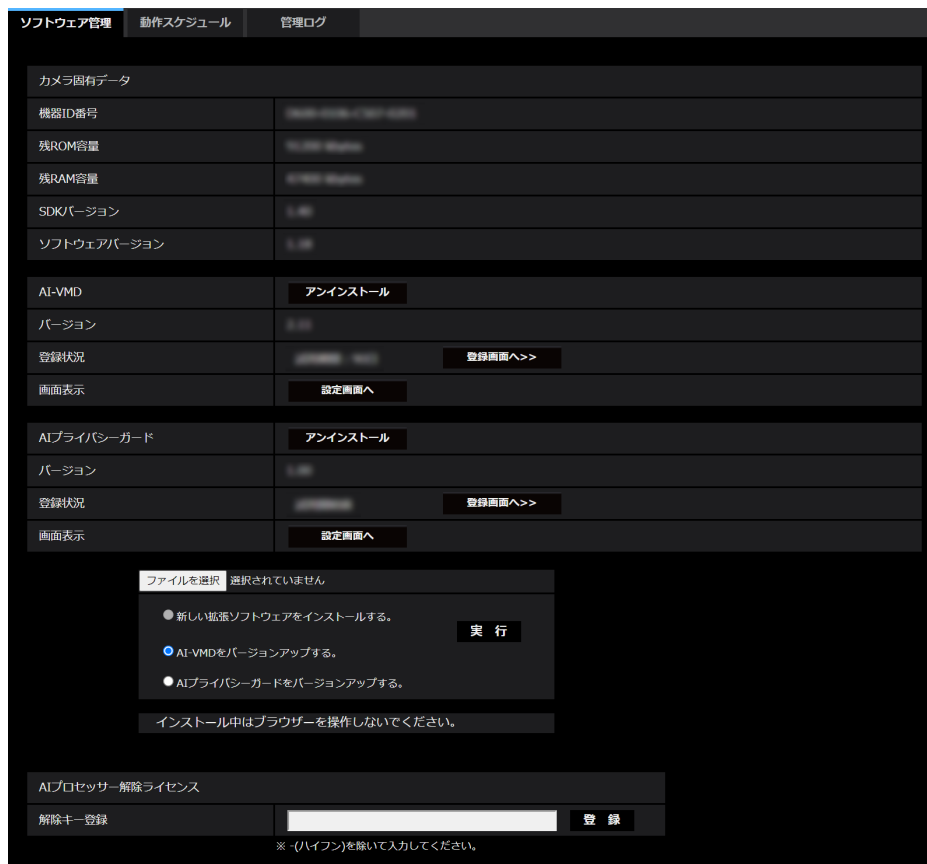 ソフトウェア管理 動作スケジュール 管理ログ
カメラ固有データ
機器ID番号
残ROM容量
残RAM容量
SDKバージョン
ソフトウェアバージョン
AI-VMD アンインストール
バージョン
登録状況 登録画面へ>>
画面表示 設定画面へ
AIプライバシーガード アンインストール
バージョン
登録状況 登録画面へ>>
画面表示 設定画面へ
ファイルを選択 選択されていません
新しい拡張ソフトウェアをインストールする。
実 行
AI-VMDをバージョンアップする。
AIプライバシーガードをバージョンアップする。
インストール中はブラウザーを操作しないでください。
AIプロセッサー解除ライセンス
解除キー登録 登 録
※ -(ハイフン)を除いて入力してください。